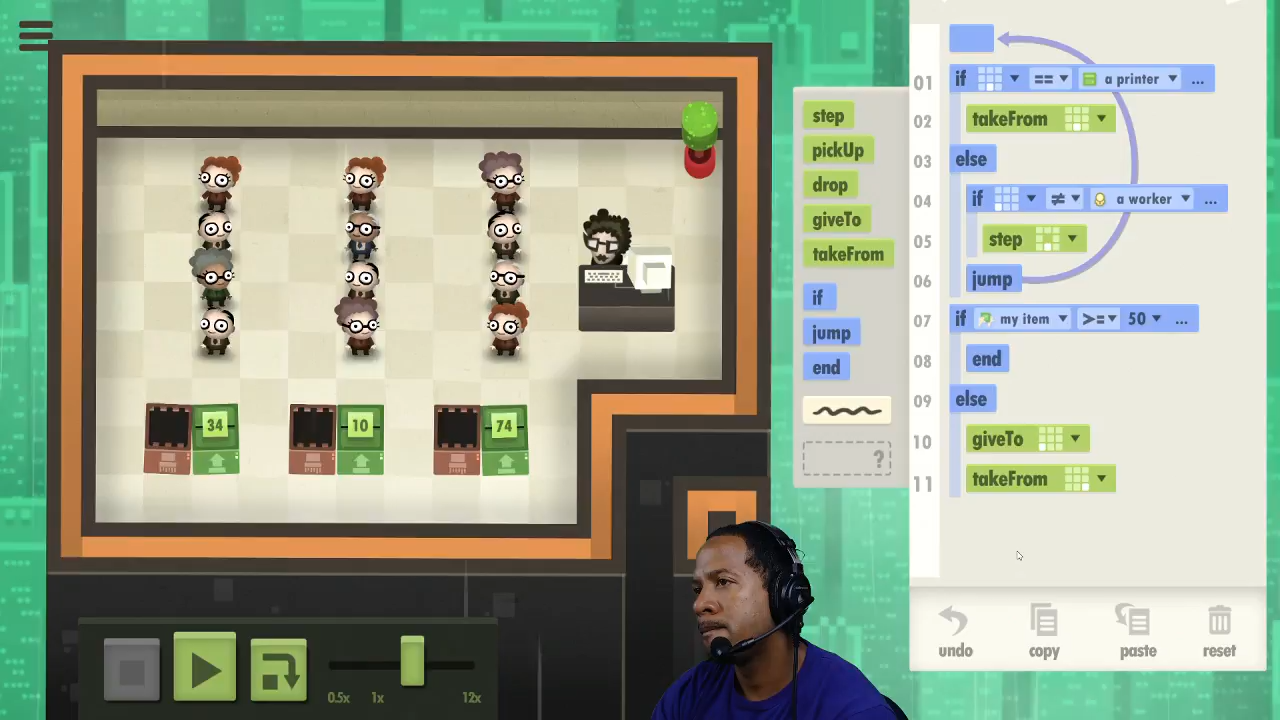 34
10
74
0.5x 1x 12x
step
pickUp
drop
giveTo
takeFrom
if
jump
end
?
01 if == a printer ...
02 takeFrom
03 else
04 if ≠ a worker ...
05 step
06 jump
07 if my item >= 50 ...
08 end
09 else
10 giveTo
11 takeFrom
undo copy paste reset